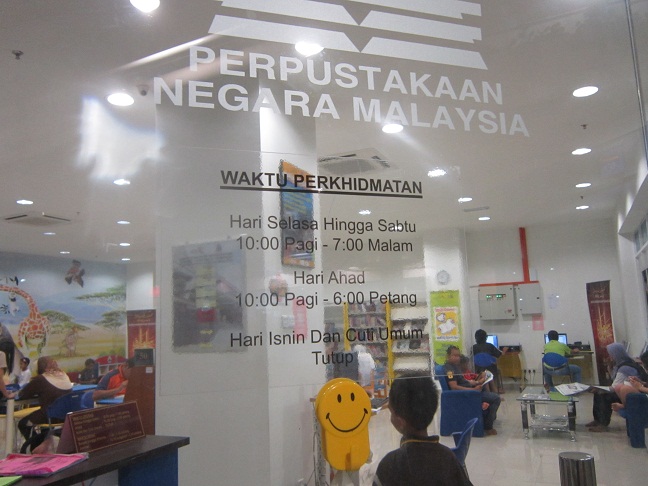 PERPUSTAKAAN
NEGARA MALAYSIA
WAKTU PERKHIDMATAN
Hari Selasa Hingga Sabtu
10:00 Pagi - 7:00 Malam
Hari Ahad
10:00 Pagi - 6:00 Petang
Hari Isnin Dan Cuti Umum
Tutup